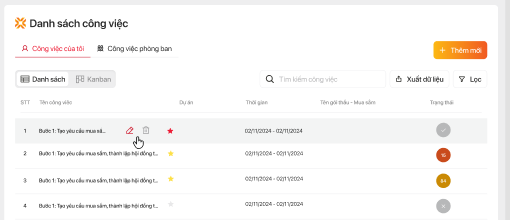 Danh sách công việc
Công việc của tôi
Công việc phòng ban
+ Thêm mới
Danh sách
Kanban
Tìm kiếm công việc
Xuất dữ liệu
Lọc
STT Tên công việc Dự án Thời gian Tên gói thầu - Mua sắm Trạng thái
1 Bước 1: Tạo yêu cầu mua sắ... 02/11/2024 - 02/11/2024
2 Bước 1: Tạo yêu cầu mua sắm, thành lập hội đồng t... 02/11/2024 - 02/11/2024
3 Bước 1: Tạo yêu cầu mua sắm, thành lập hội đồng t... 02/11/2024 - 02/11/2024
4 Bước 1: Tạo yêu cầu mua sắm, thành lập hội đồng t... 02/11/2024 - 02/11/2024